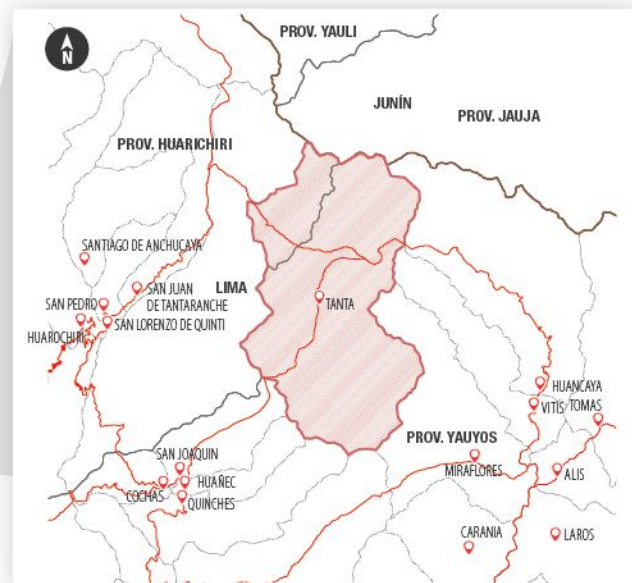 N
PROV. YAULI
JUNÍN
PROV. JAUJA
PROV. HUARICHIRI
SANTIAGO DE ANCHUCAYA
LIMA
SAN JUAN
DE TANTARANCHE
SAN PEDRO
SAN LORENZO DE QUINTI
HUAROCHIRI
TANTA
HUANCAYA
VITIS
TOMAS
PROV. YAUYOS
SAN JOAQUIN
MIRAFLORES
ALIS
HUAÑEC
COCHAS
QUINCHES
CARANIA
LAROS